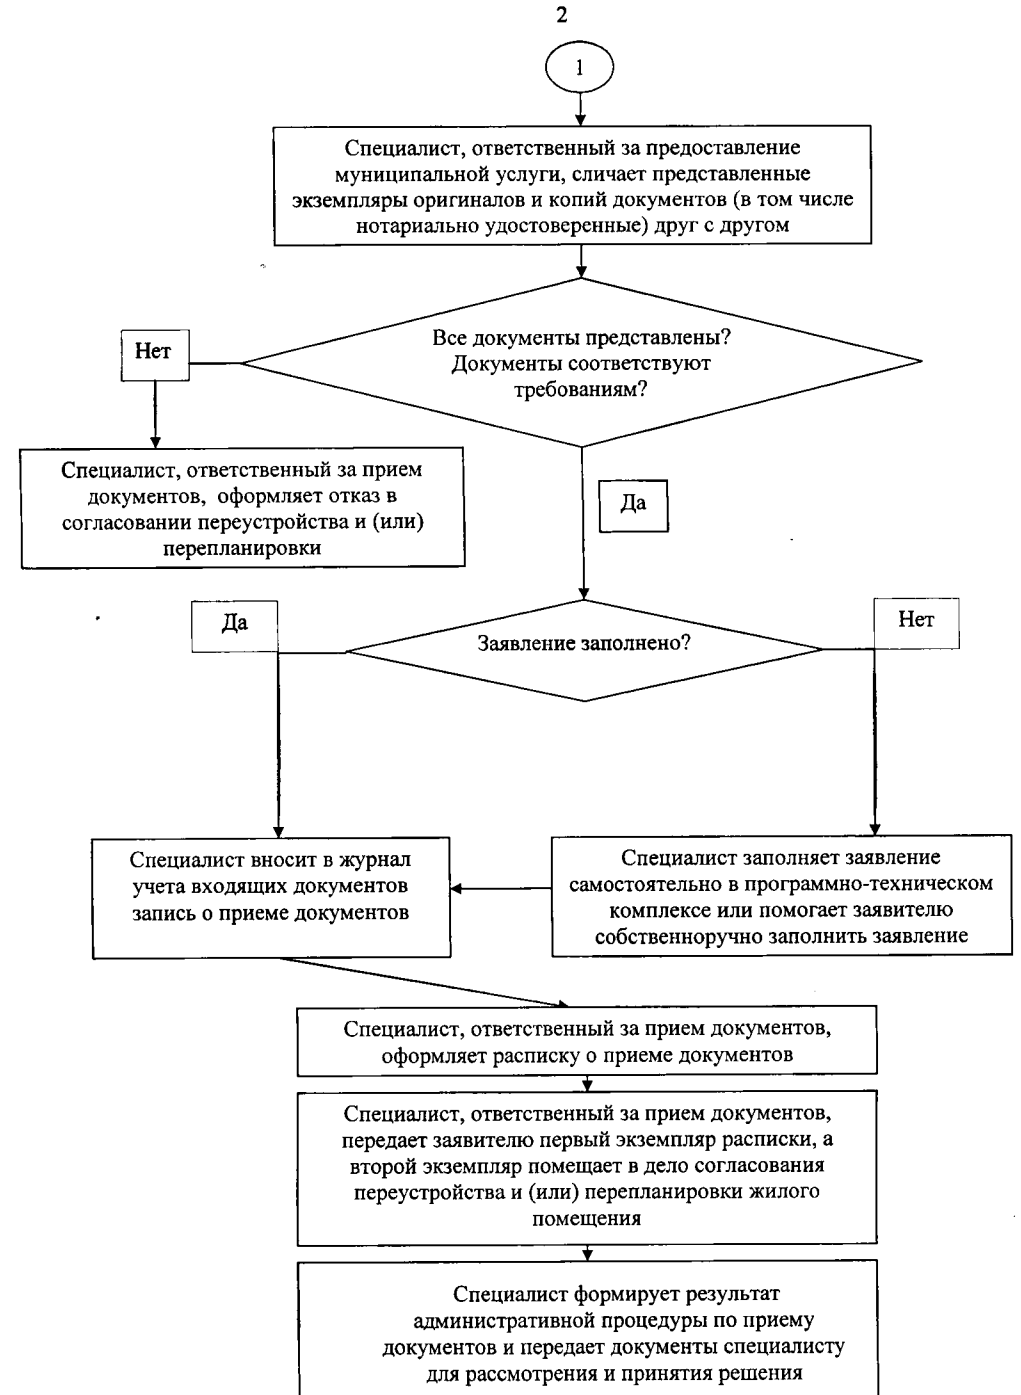 2
1
Специалист, ответственный за предоставление
муниципальной услуги, сличает представленные
экземпляры оригиналов и копий документов (в том числе
нотариально удостоверенные) друг с другом
Все документы представлены?
Документы соответствуют
требованиям?
Нет
Специалист, ответственный за прием
документов, оформляет отказ в
согласовании переустройства и (или)
перепланировки
Да
Да
Заявление заполнено?
Нет
Специалист вносит в журнал
учета входящих документов
запись о приеме документов
Специалист заполняет заявление
самостоятельно в программно-техническом
комплексе или помогает заявителю
собственноручно заполнить заявление
Специалист, ответственный за прием документов,
оформляет расписку о приеме документов
Специалист, ответственный за прием документов,
передает заявителю первый экземпляр расписки, а
второй экземпляр помещает в дело согласования
переустройства и (или) перепланировки жилого
помещения
Специалист формирует результат
административной процедуры по приему
документов и передает документы специалисту
для рассмотрения и принятия решения